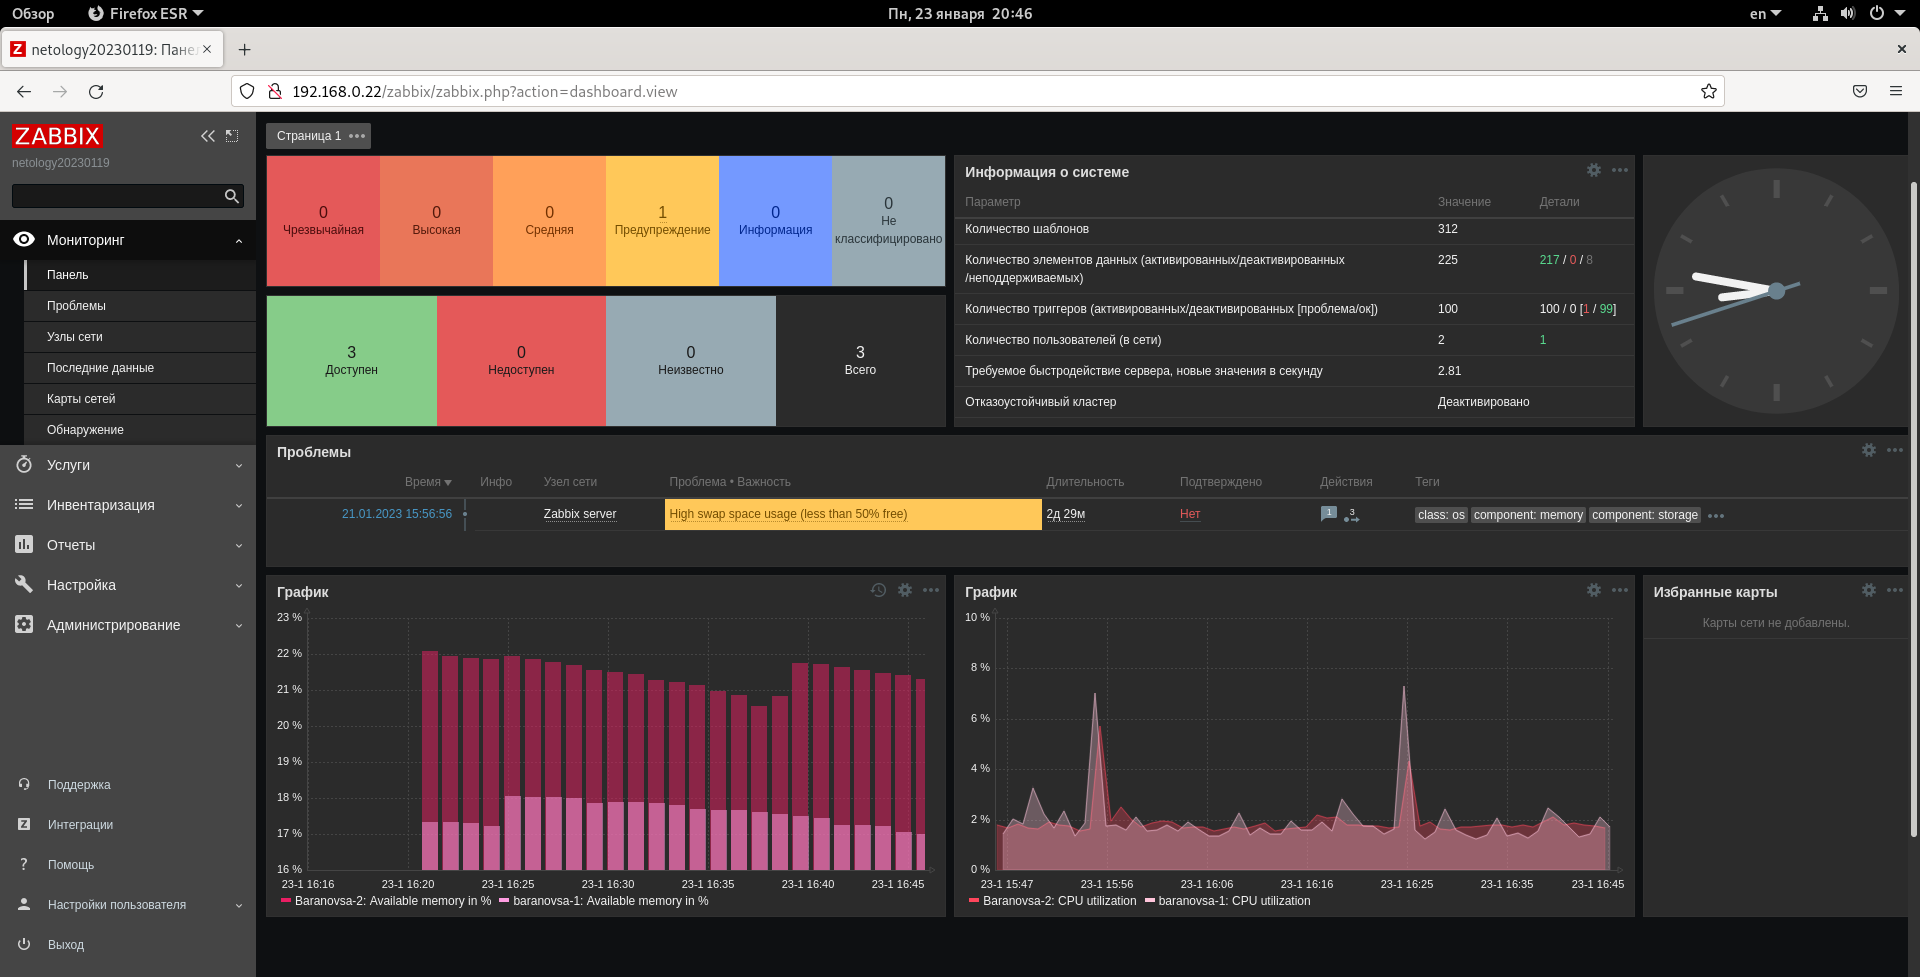 Обзор
Firefox ESR
Пн, 23 января 20:46
en
netology20230119: Пане
192.168.0.22/zabbix/zabbix.php?action=dashboard.view
ZABBIX
netology20230119
Мониторинг
Панель
Проблемы
Узлы сети
Последние данные
Карты сетей
Обнаружение
Услуги
Инвентаризация
Отчеты
Настройка
Администрирование
Поддержка
Интеграции
Помощь
Настройки пользователя
Выход
Страница 1
0
Чрезвычайная
0
Высокая
0
Средняя
1
Предупреждение
0
Информация
0
Не
классифицировано
3
Доступен
0
Недоступен
0
Неизвестно
3
Всего
Информация о системе
Параметр Значение Детали
Количество шаблонов 312
Количество элементов данных (активированных/деактивированных
/неподдерживаемых) 225 217 / 0 / 8
Количество триггеров (активированных/деактивированных [проблема/ок]) 100 100 / 0 [1 / 99]
Количество пользователей (в сети) 2 1
Требуемое быстродействие сервера, новые значения в секунду 2.81
Отказоустойчивый кластер Деактивировано
Проблемы
Время Инфо Узел сети Проблема • Важность Длительность Подтверждено Действия Теги
21.01.2023 15:56:56 Zabbix server High swap space usage (less than 50% free) 2д 29м Нет 1 3 class: os component: memory component: storage
График
23 %
22 %
21 %
20 %
19 %
18 %
17 %
16 %
23-1 16:16 23-1 16:20 23-1 16:25 23-1 16:30 23-1 16:35 23-1 16:40 23-1 16:45
Baranovsa-2: Available memory in % baranovsa-1: Available memory in %
График
10 %
8 %
6 %
4 %
2 %
0 %
23-1 15:47 23-1 15:56 23-1 16:06 23-1 16:16 23-1 16:25 23-1 16:35 23-1 16:45
Baranovsa-2: CPU utilization baranovsa-1: CPU utilization
Избранные карты
Карты сети не добавлены.